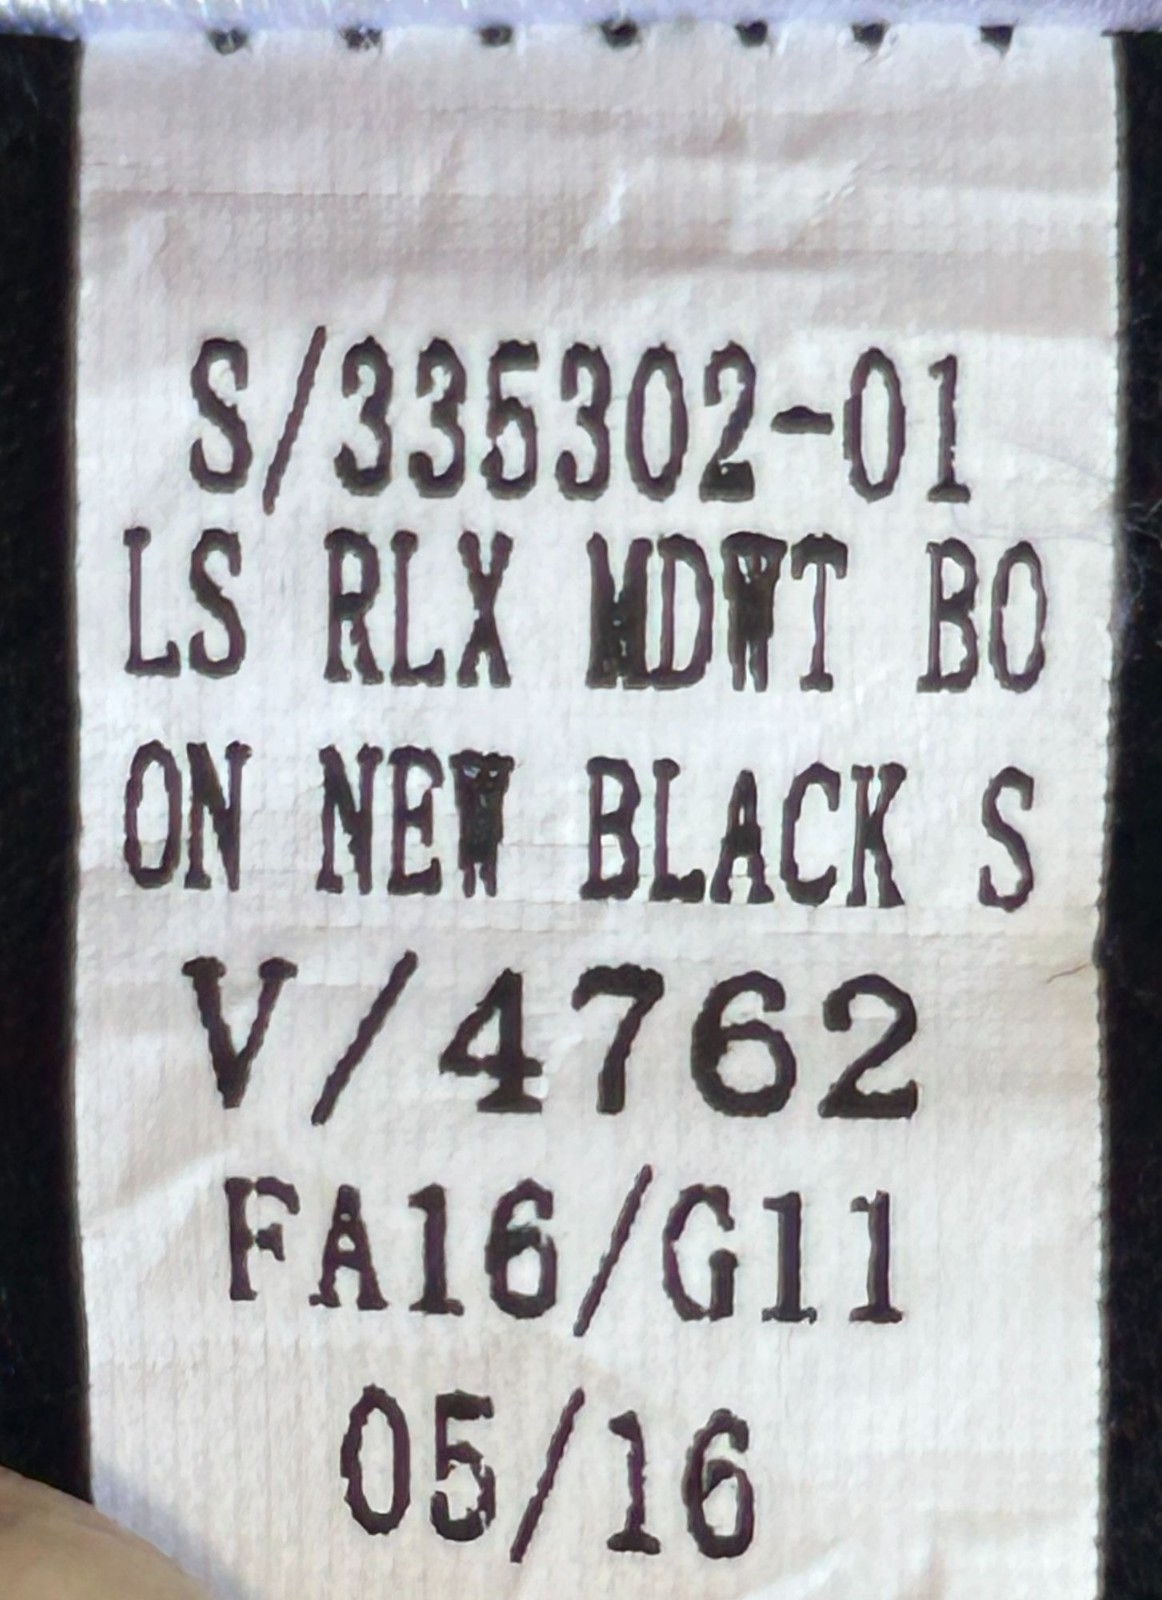 S/335302-01
LS RLX MDWT BO
ON NEW BLACK S
V/4762
FA16/G11
05/16